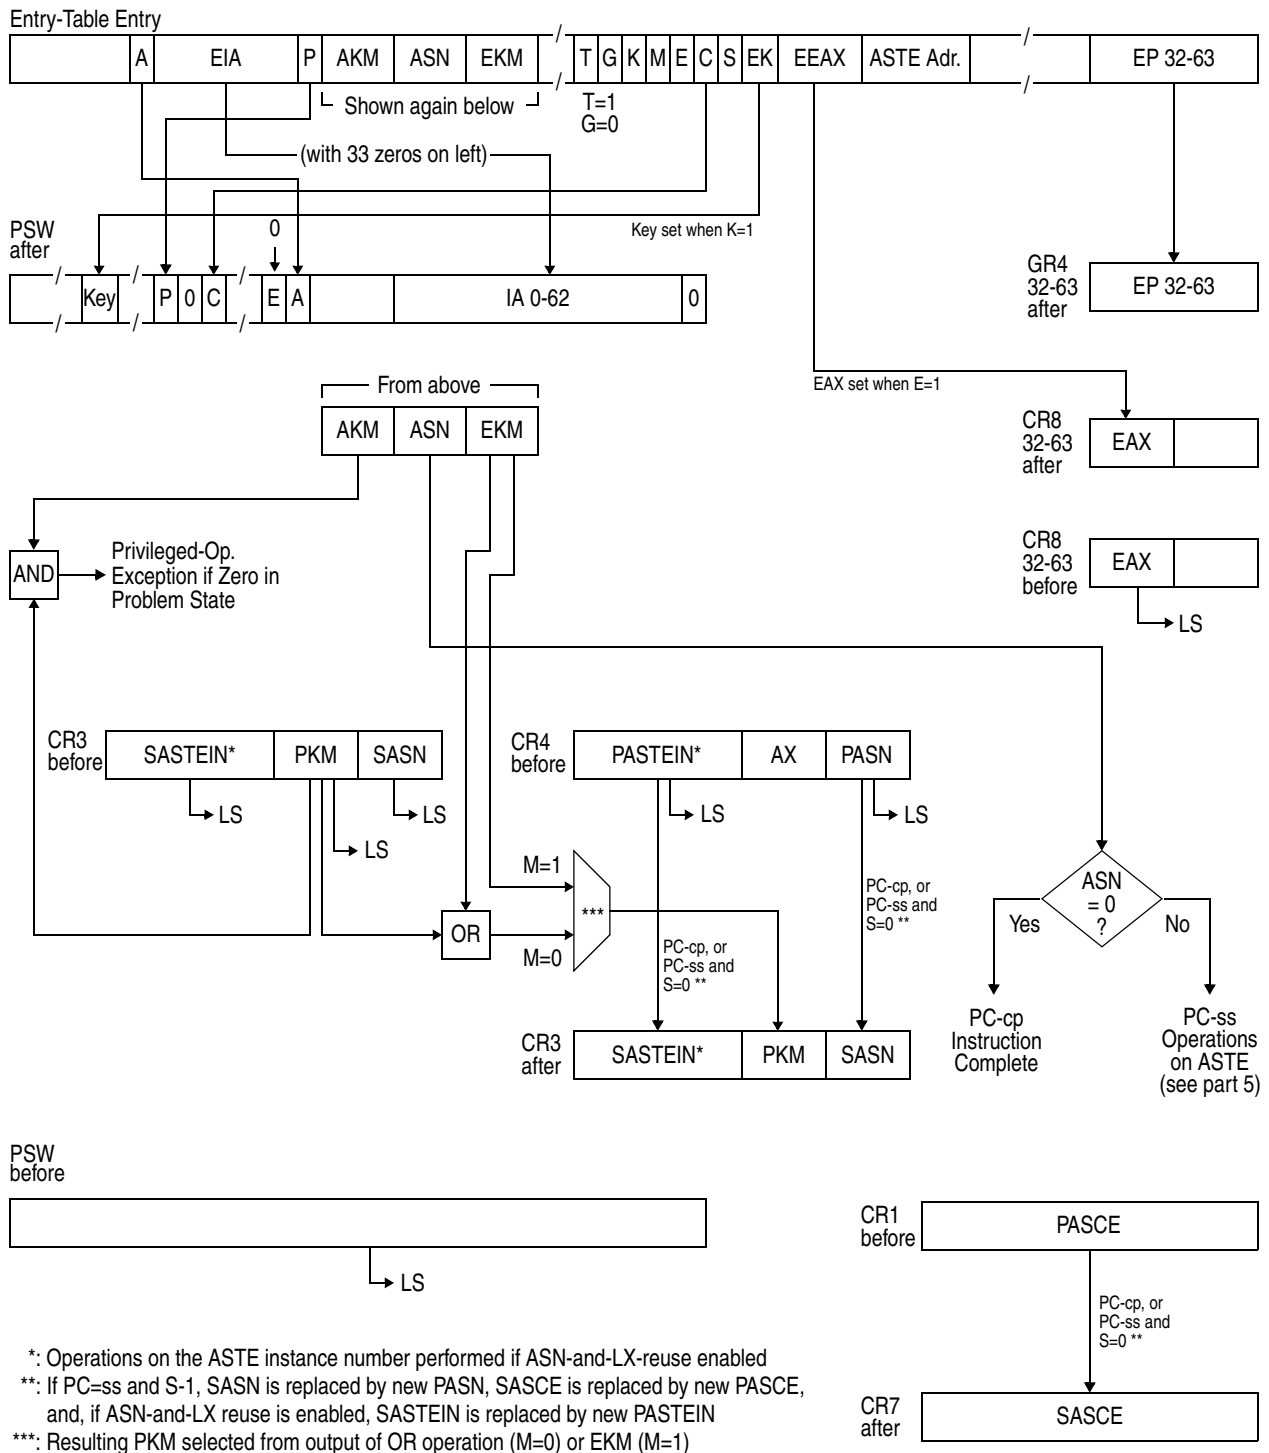 Entry-Table Entry
A EIA P AKM ASN EKM T G K M E C S EK EEAX ASTE Adr. EP 32-63
Shown again below
T=1
G=0
(with 33 zeros on left)
Key set when K=1
PSW
after
0
Key P 0 C E A IA 0-62 0
GR4
32-63
after
EP 32-63
EAX set when E=1
From above
AKM ASN EKM
CR8
32-63
after
EAX
AND
Privileged-Op.
Exception if Zero in
Problem State
CR8
32-63
before
EAX
LS
CR3
before
SASTEIN* PKM SASN
LS
LS
LS
CR4
before
PASTEIN* AX PASN
LS
LS
M=1
***
OR
M=0
PC-cp, or
PC-ss and
S=0 **
PC-cp, or
PC-ss and
S=0 **
ASN
= 0
?
Yes
No
PC-cp
Instruction
Complete
PC-ss
Operations
on ASTE
(see part 5)
CR3
after
SASTEIN* PKM SASN
PSW
before
LS
CR1
before
PASCE
PC-cp, or
PC-ss and
S=0 **
CR7
after
SASCE
*: Operations on the ASTE instance number performed if ASN-and-LX-reuse enabled
**: If PC=ss and S-1, SASN is replaced by new PASN, SASCE is replaced by new PASCE,
and, if ASN-and-LX reuse is enabled, SASTEIN is replaced by new PASTEIN
***: Resulting PKM selected from output of OR operation (M=0) or EKM (M=1)